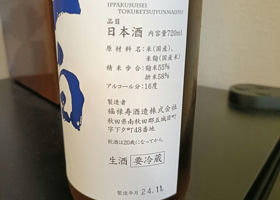 IPPAKUSUISEI
TOKUBETSUJYUNMAISYU
品目
日本酒 内容量720ml
原材料名:米(国産)、
米麹(国産米)
精米歩合:麹米55%
掛米58%
アルコール分:16度
製造者
福禄寿酒造株式会社
秋田県南秋田郡五城目町
字下タ町48番地
飲酒は20歳になってから。
生酒 要冷蔵
製造年月 24.11